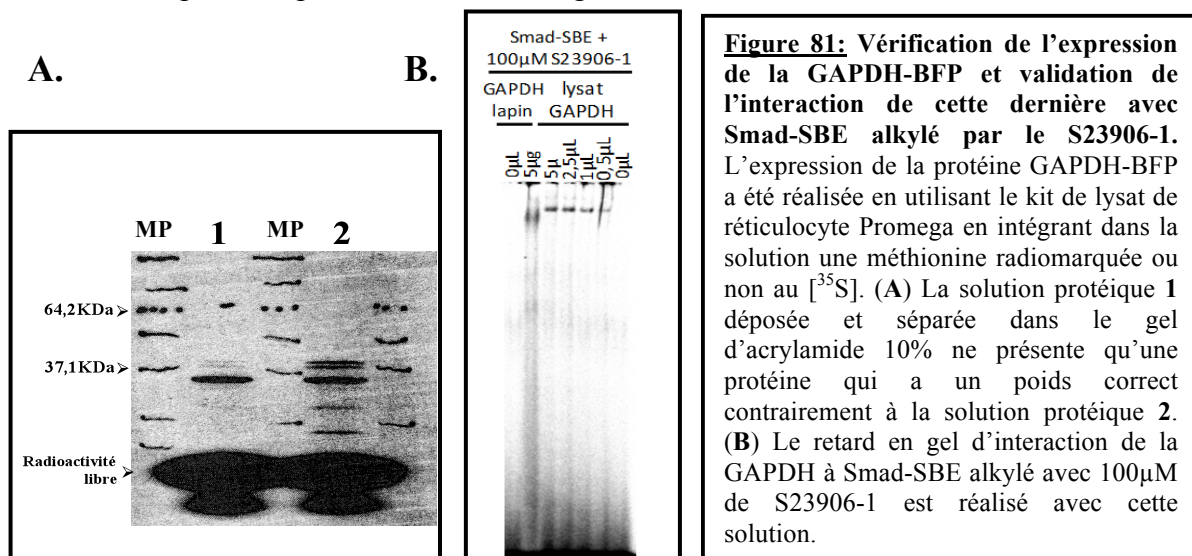 A.
B.
MP 1 MP 2
64,2KDa
37,1KDa
Radioactivité
libre
Smad-SBE +
100µM S23906-1
GAPDH lysat
lapin GAPDH
0µL
5µg
5µ
2,5µL
1µL
0,5µL
0µL
Figure 81: Vérification de l'expression
de la GAPDH-BFP et validation de
l'interaction de cette dernière avec
Smad-SBE alkylé par le S23906-1.
L'expression de la protéine GAPDH-BFP
a été réalisée en utilisant le kit de lysat de
réticulocyte Promega en intégrant dans la
solution une méthionine radiomarquée ou
non au [35S]. (A) La solution protéique 1
déposée et séparée dans le gel
d'acrylamide 10% ne présente qu'une
protéine qui a un poids correct
contrairement à la solution protéique 2.
(B) Le retard en gel d'interaction de la
GAPDH à Smad-SBE alkylé avec 100µM
de S23906-1 est réalisé avec cette
solution.